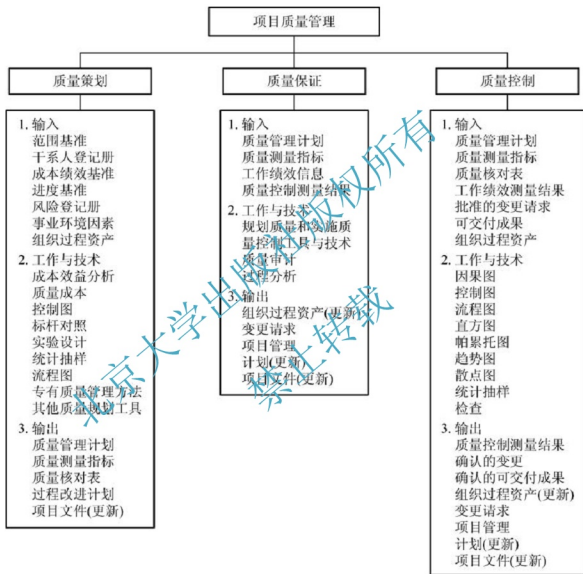 项目质量管理
质量策划
1. 输入
范围基准
干系人登记册
成本绩效基准
进度基准
风险登记册
事业环境因素
组织过程资产
2. 工作与技术
成本效益分析
质量成本
控制图
标杆对照
实验设计
统计抽样
流程图
专有质量管理方法
其他质量规划工具
3. 输出
质量管理计划
质量测量指标
质量核对表
过程改进计划
项目文件(更新)
质量保证
1. 输入
质量管理计划
质量测量指标
工作绩效信息
质量控制测量结果
2. 工作与技术
规划质量和实施质
量控制工具与技术
质量审计
过程分析
3. 输出
组织过程资产(更新)
变更请求
项目管理
计划(更新)
项目文件(更新)
质量控制
1. 输入
质量管理计划
质量测量指标
质量核对表
工作绩效测量结果
批准的变更请求
可交付成果
组织过程资产
2. 工作与技术
因果图
控制图
流程图
直方图
帕累托图
趋势图
散点图
统计抽样
检查
3. 输出
质量控制测量结果
确认的变更
确认的可交付成果
组织过程资产(更新)
变更请求
项目管理
计划(更新)
项目文件(更新)
北京大学出版社版权所有
禁止转载